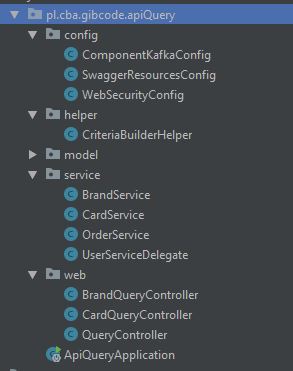 pl.cba.gibcode.apiQuery
config
ComponentKafkaConfig
SwaggerResourcesConfig
WebSecurityConfig
helper
CriteriaBuilderHelper
model
service
BrandService
CardService
OrderService
UserServiceDelegate
web
BrandQueryController
CardQueryController
QueryController
ApiQueryApplication